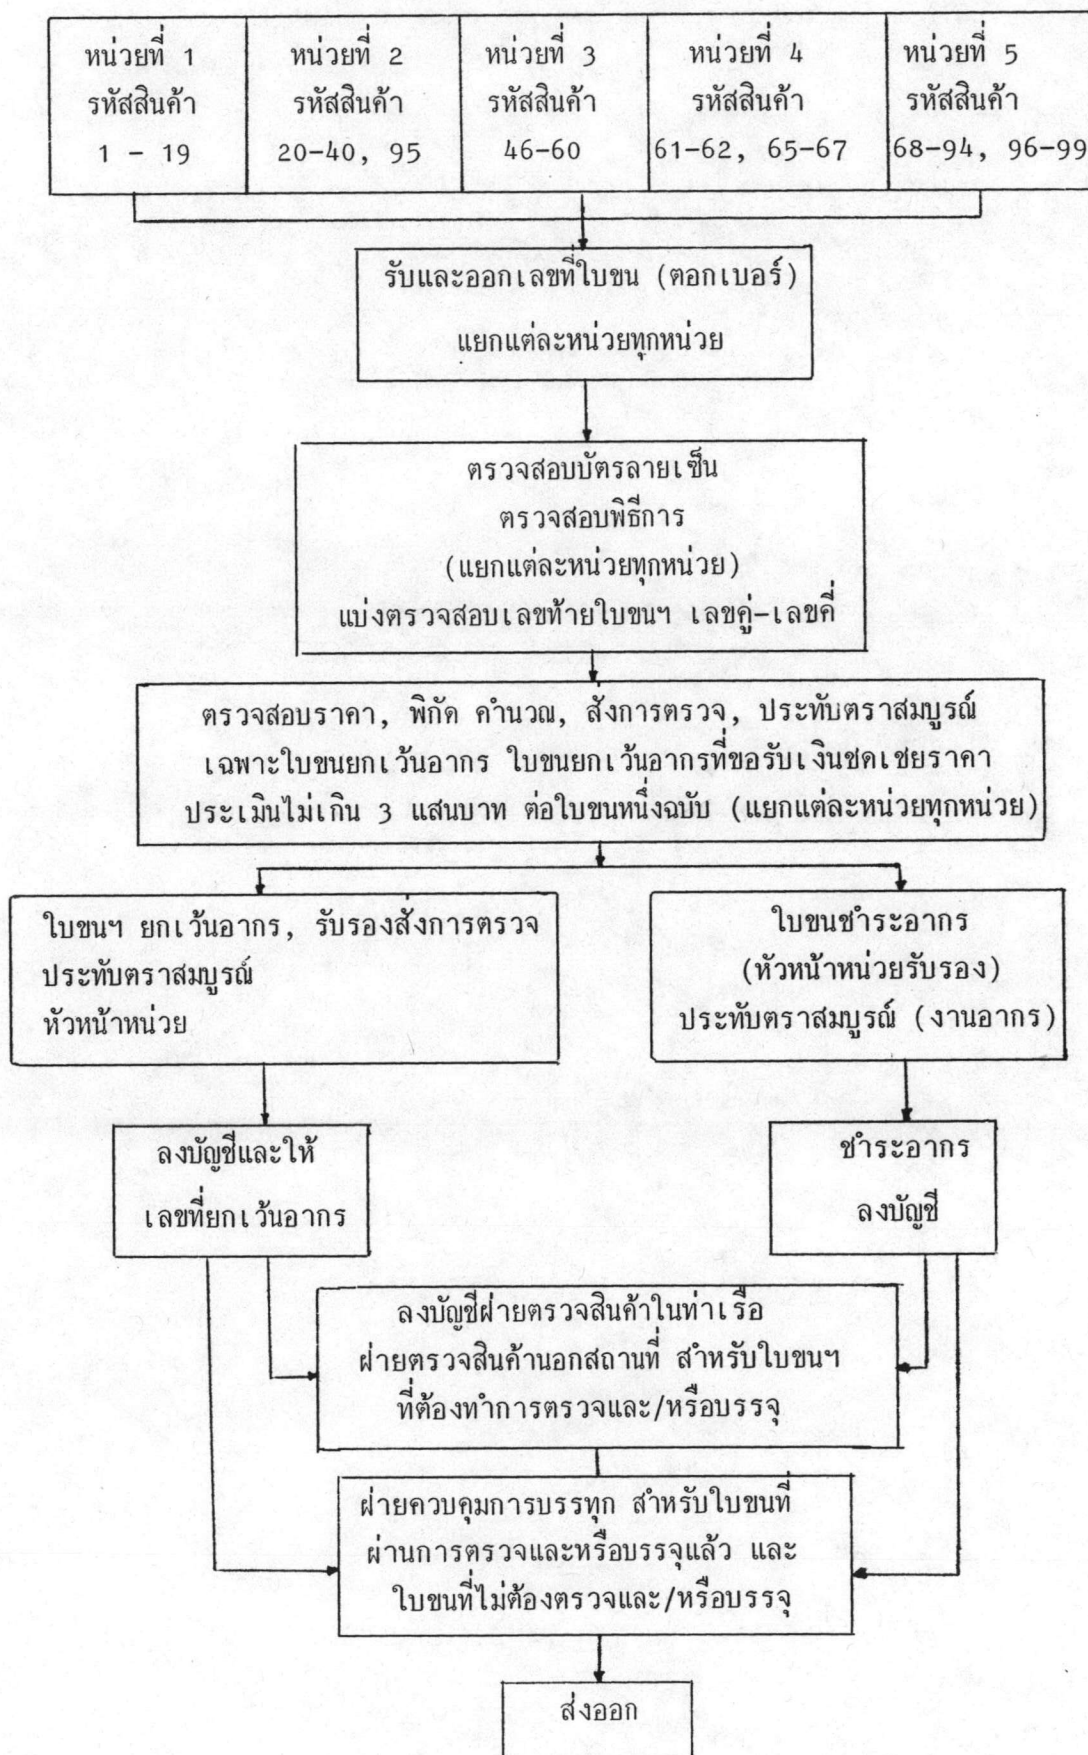 หน่วยที่ 1
รหัสสินค้า
1 - 19
หน่วยที่ 2
รหัสสินค้า
20-40, 95
หน่วยที่ 3
รหัสสินค้า
46-60
หน่วยที่ 4
รหัสสินค้า
61-62, 65-67
หน่วยที่ 5
รหัสสินค้า
68-94, 96-99
รับและออกเลขที่ใบขน (ตอกเบอร์)
แยกแต่ละหน่วยทุกหน่วย
ตรวจสอบบัตรลายเซ็น
ตรวจสอบพิธีการ
(แยกแต่ละหน่วยทุกหน่วย)
แบ่งตรวจสอบเลขท้ายใบขนฯ เลขคู่-เลขคี่
ตรวจสอบราคา, พิกัด คำนวณ, สั่งการตรวจ, ประทับตราสมบูรณ์
เฉพาะใบขนยกเว้นอากร ใบขนยกเว้นอากรที่ขอรับเงินชดเชยราคา
ประเมินไม่เกิน 3 แสนบาท ต่อใบขนหนึ่งฉบับ (แยกแต่ละหน่วยทุกหน่วย)
ใบขนฯ ยกเว้นอากร, รับรองสั่งการตรวจ
ประทับตราสมบูรณ์
หัวหน้าหน่วย
ใบขนชำระอากร
(หัวหน้าหน่วยรับรอง)
ประทับตราสมบูรณ์ (งานอากร)
ลงบัญชีและให้
เลขที่ยกเว้นอากร
ชำระอากร
ลงบัญชี
ลงบัญชีฝ่ายตรวจสินค้าในท่าเรือ
ฝ่ายตรวจสินค้านอกสถานที่ สำหรับใบขนฯ
ที่ต้องทำการตรวจและ/หรือบรรจุ
ฝ่ายควบคุมการบรรทุก สำหรับใบขนที่
ผ่านการตรวจและหรือบรรจุแล้ว และ
ใบขนที่ไม่ต้องตรวจและ/หรือบรรจุ
ส่งออก